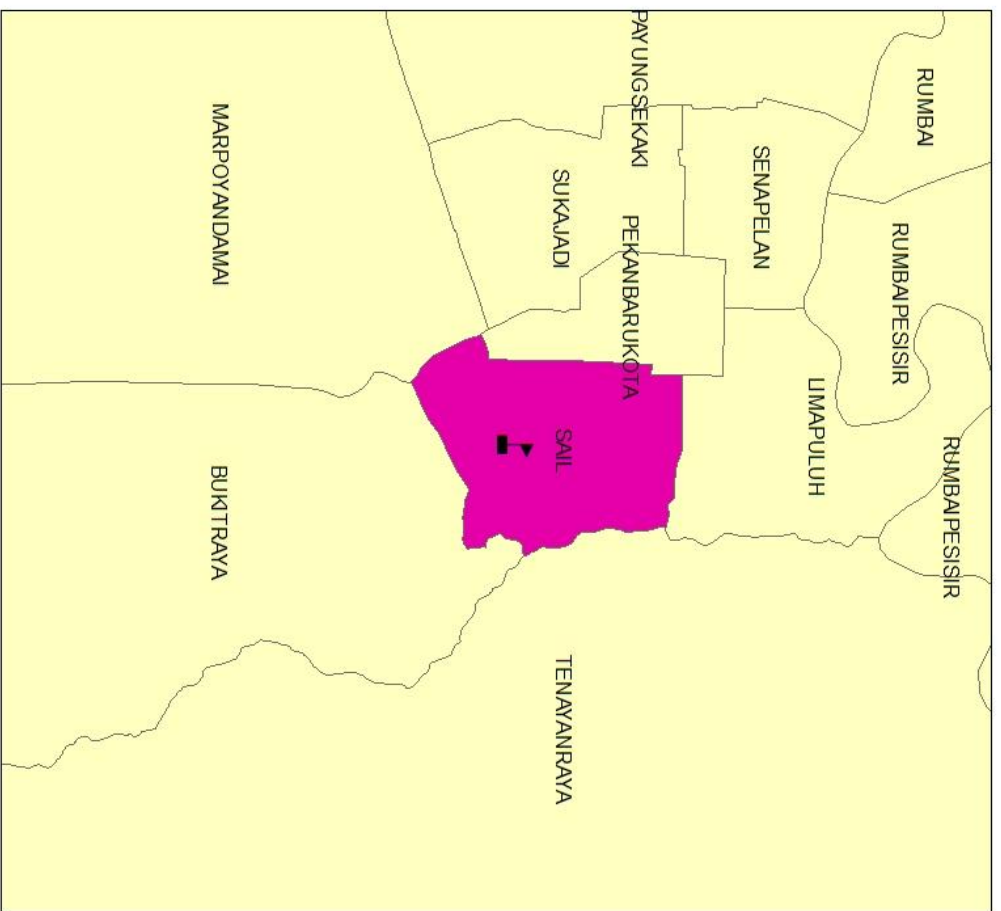 RUMBAI
RUMBAIPESISIR
RUMBAIPESISIR
SENAPELAN
LIMAPULUH
PAYUNGSEKAKI
PEKANBARUKOTA
SUKAJADI
SAIL
TENAYANRAYA
MARPOYANDAMAI
BUKITRAYA